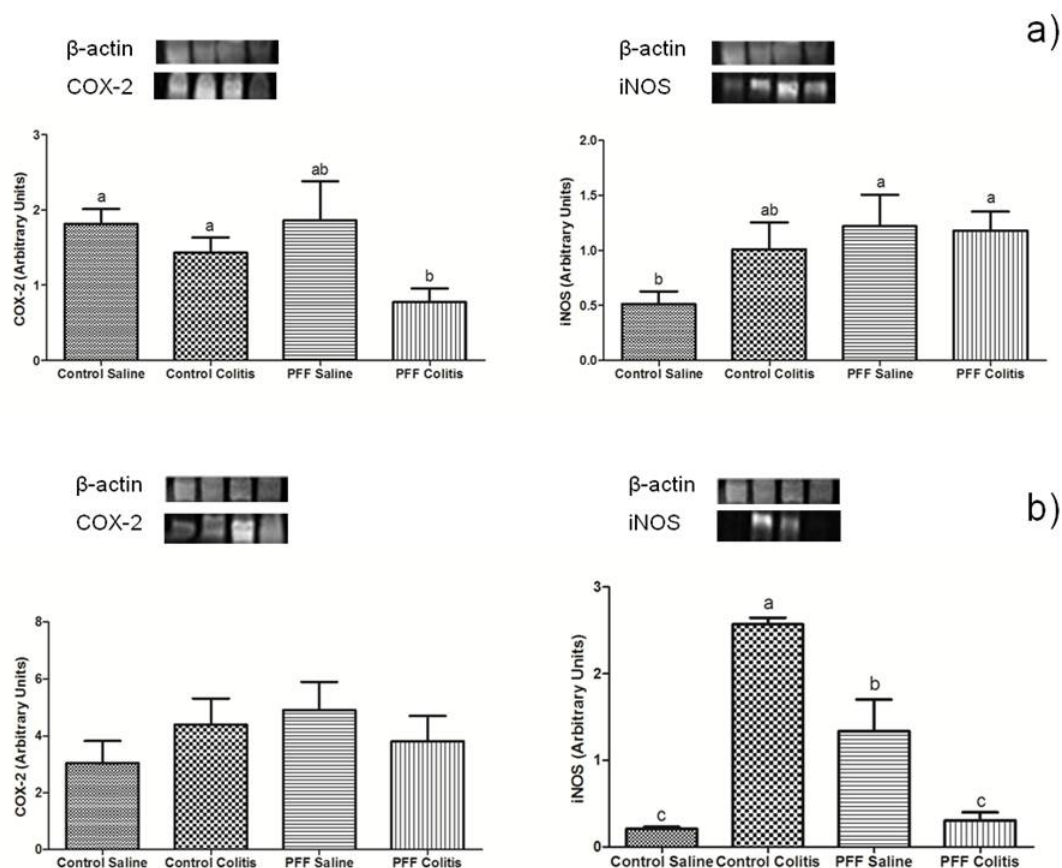 a)
β-actin
COX-2
COX-2 (Arbitrary Units)
3
2
1
0
a
a
ab
b
Control Saline Control Colitis PFF Saline PFF Colitis
β-actin
iNOS
iNOS (Arbitrary Units)
2.0
1.5
1.0
0.5
0.0
b
ab
a
a
Control Saline Control Colitis PFF Saline PFF Colitis
b)
β-actin
COX-2
COX-2 (Arbitrary Units)
8
6
4
2
0
Control Saline Control Colitis PFF Saline PFF Colitis
β-actin
iNOS
iNOS (Arbitrary Units)
3
2
1
0
c
a
b
c
Control Saline Control Colitis PFF Saline PFF Colitis